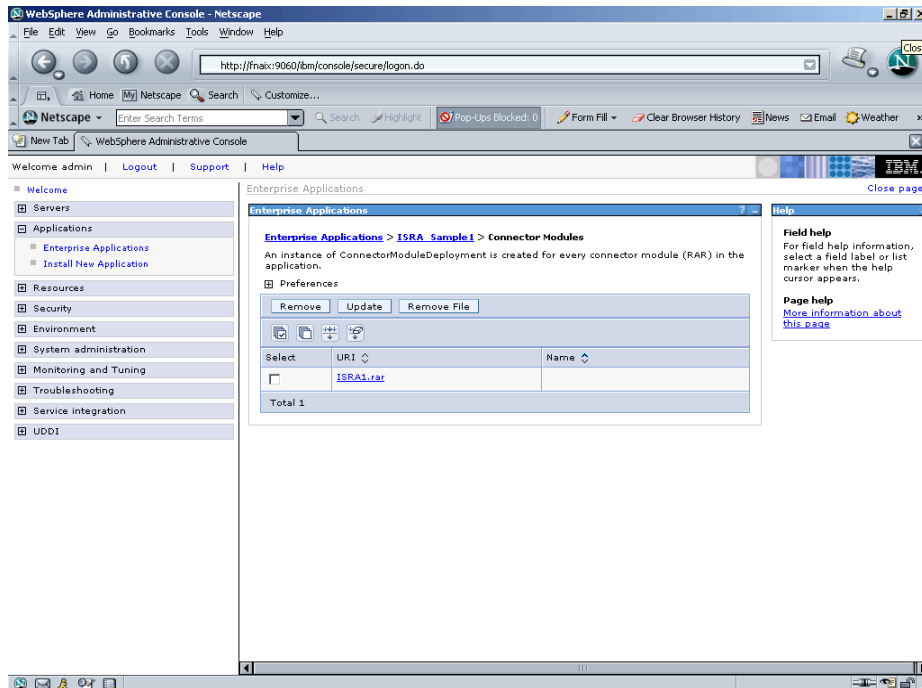 WebSphere Administrative Console - Netscape
File Edit View Go Bookmarks Tools Window Help
http://fnaix:9060/ibm/console/secure/logon.do
Clos
Home My Netscape Search Customize...
Netscape Enter Search Terms Search Highlight Pop-Ups Blocked: 0 Form Fill Clear Browser History News Email Weather »
New Tab WebSphere Administrative Console
Welcome admin | Logout | Support | Help IBM.
Welcome
Servers
Applications
Enterprise Applications
Install New Application
Resources
Security
Environment
System administration
Monitoring and Tuning
Troubleshooting
Service integration
UDDI
Enterprise Applications Close page
Enterprise Applications ? –
Enterprise Applications > ISRA_Sample1 > Connector Modules
An instance of ConnectorModuleDeployment is created for every connector module (RAR) in the
application.
Preferences
Remove Update Remove File
Select URI Name
ISRA1.rar
Total 1
Help
Field help
For field help information,
select a field label or list
marker when the help
cursor appears.
Page help
More information about
this page